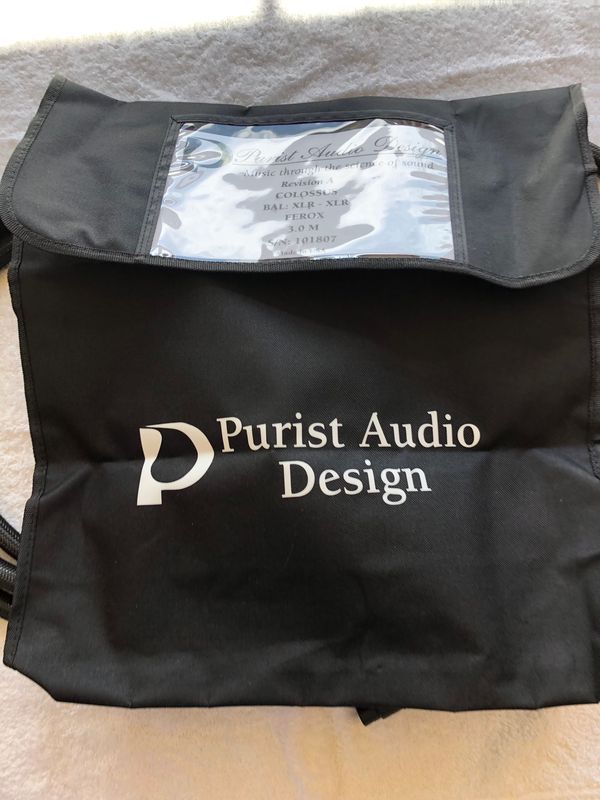 Purist Audio Design
Music through the science of sound
Revision A
COLOSSUS
BAL: XLR - XLR
FEROX
3.0 M
S/N: 101807
Purist Audio
Design